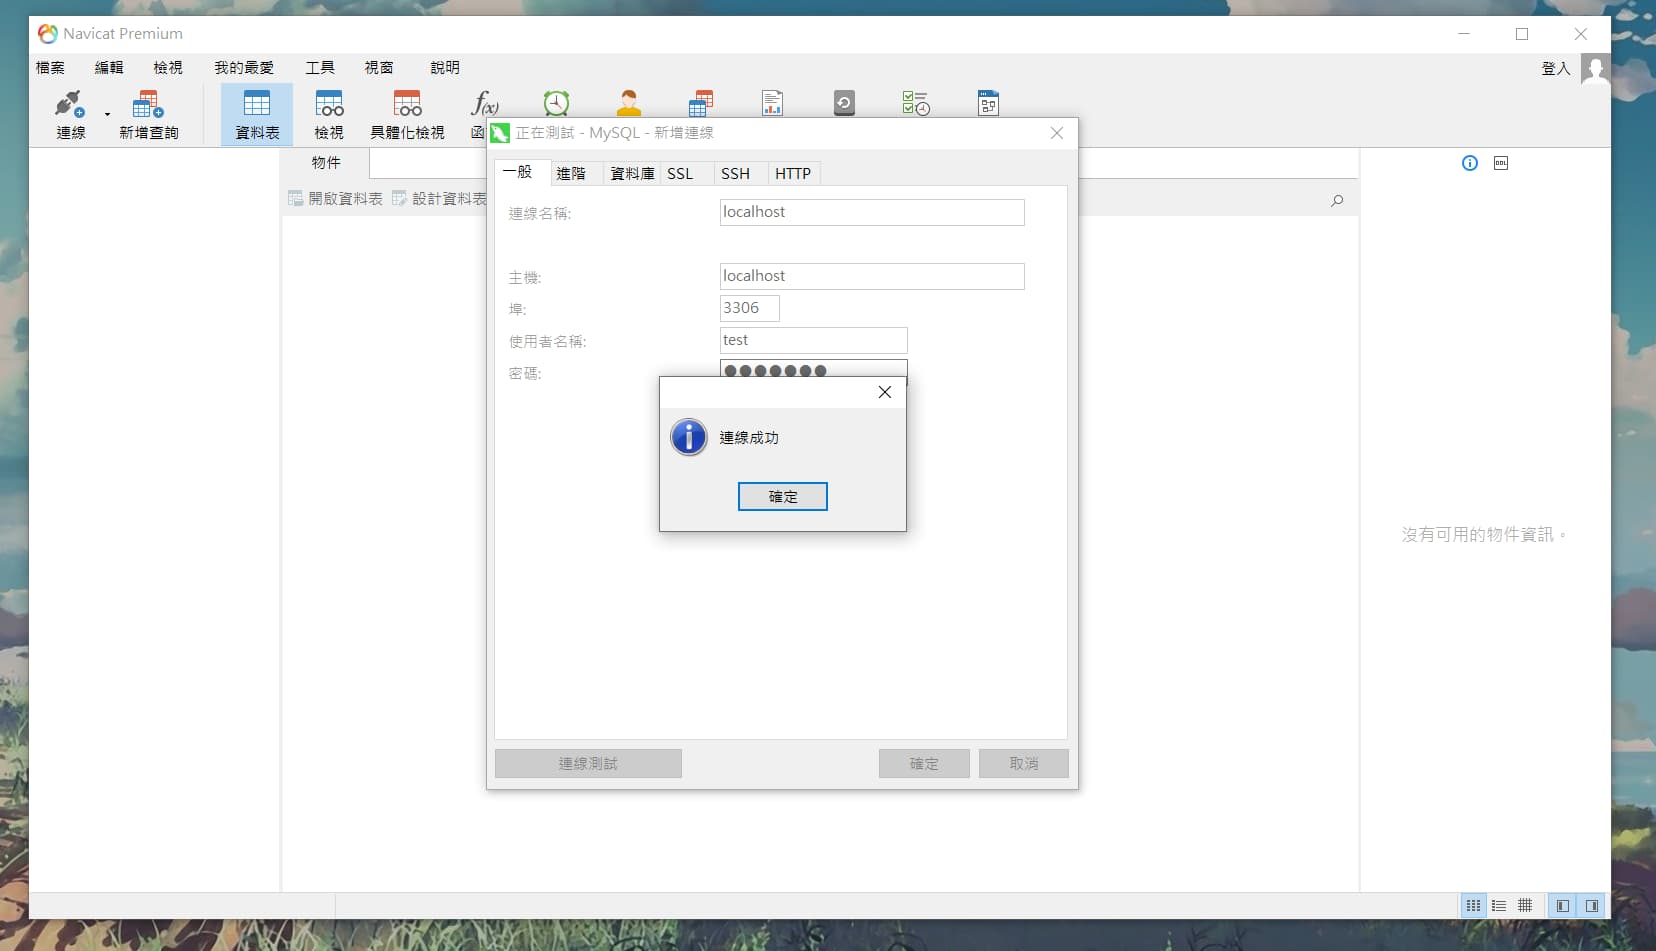 Navicat Premium
檔案 編輯 檢視 我的最愛 工具 視窗 說明 登入
連線 新增查詢 資料表 檢視 具體化檢視
f(x)
正在測試 - MySQL - 新增連線
物件
開啟資料表 設計資料表
一般 進階 資料庫 SSL SSH HTTP
連線名稱: localhost
主機: localhost
埠: 3306
使用者名稱: test
密碼: ●●●●●●●
連線成功
確定
沒有可用的物件資訊。
連線測試 確定 取消